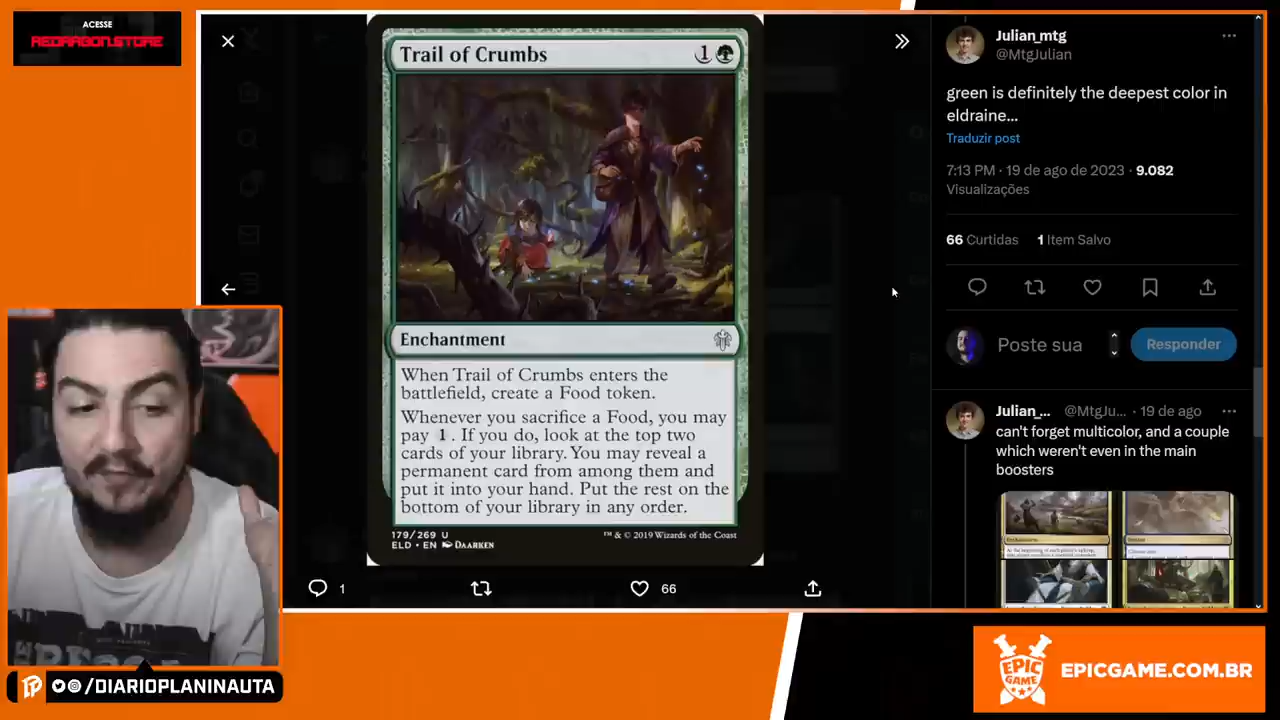 ACESSE
REDRAGON.STORE
Trail of Crumbs
1
Enchantment
When Trail of Crumbs enters the
battlefield, create a Food token.
Whenever you sacrifice a Food, you may
pay 1. If you do, look at the top two
cards of your library. You may reveal a
permanent card from among them and
put it into your hand. Put the rest on the
bottom of your library in any order.
179/269 U
ELD • EN DAARKEN
™ & © 2019 Wizards of the Coast
1
66
Julian_mtg
@MtgJulian
green is definitely the deepest color in
eldraine...
Traduzir post
7:13 PM · 19 de ago de 2023 · 9.082
Visualizações
66 Curtidas 1 Item Salvo
Poste sua
Responder
Julian_... @MtgJu... · 19 de ago
can't forget multicolor, and a couple
which weren't even in the main
boosters
/DIARIOPLANINAUTA
EPIC
GAME
EPICGAME.COM.BR